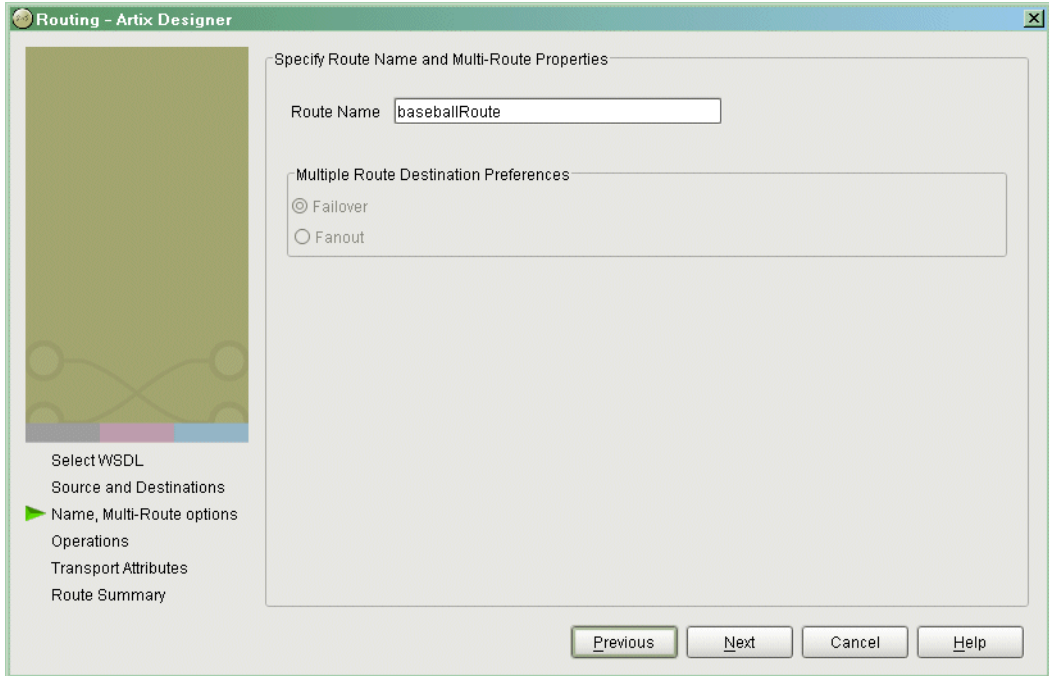 Routing - Artix Designer
Specify Route Name and Multi-Route Properties
Route Name baseballRoute
Multiple Route Destination Preferences
Failover
Fanout
Select WSDL
Source and Destinations
Name, Multi-Route options
Operations
Transport Attributes
Route Summary
Previous Next Cancel Help